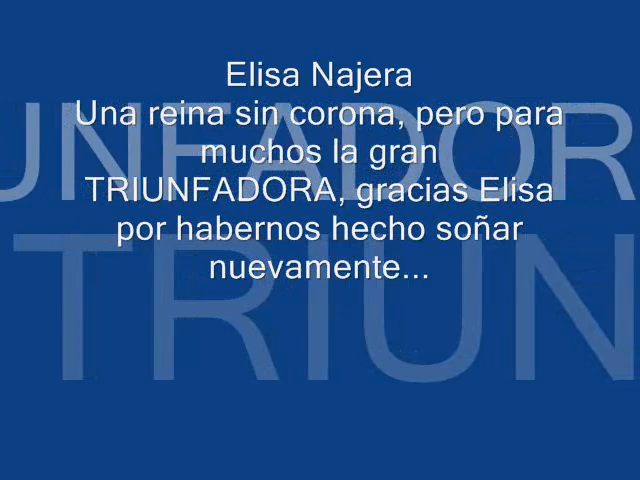 Elisa Najera
Una reina sin corona, pero para
muchos la gran
TRIUNFADORA, gracias Elisa
por habernos hecho soñar
nuevamente...
UNFADOR
TRIUN